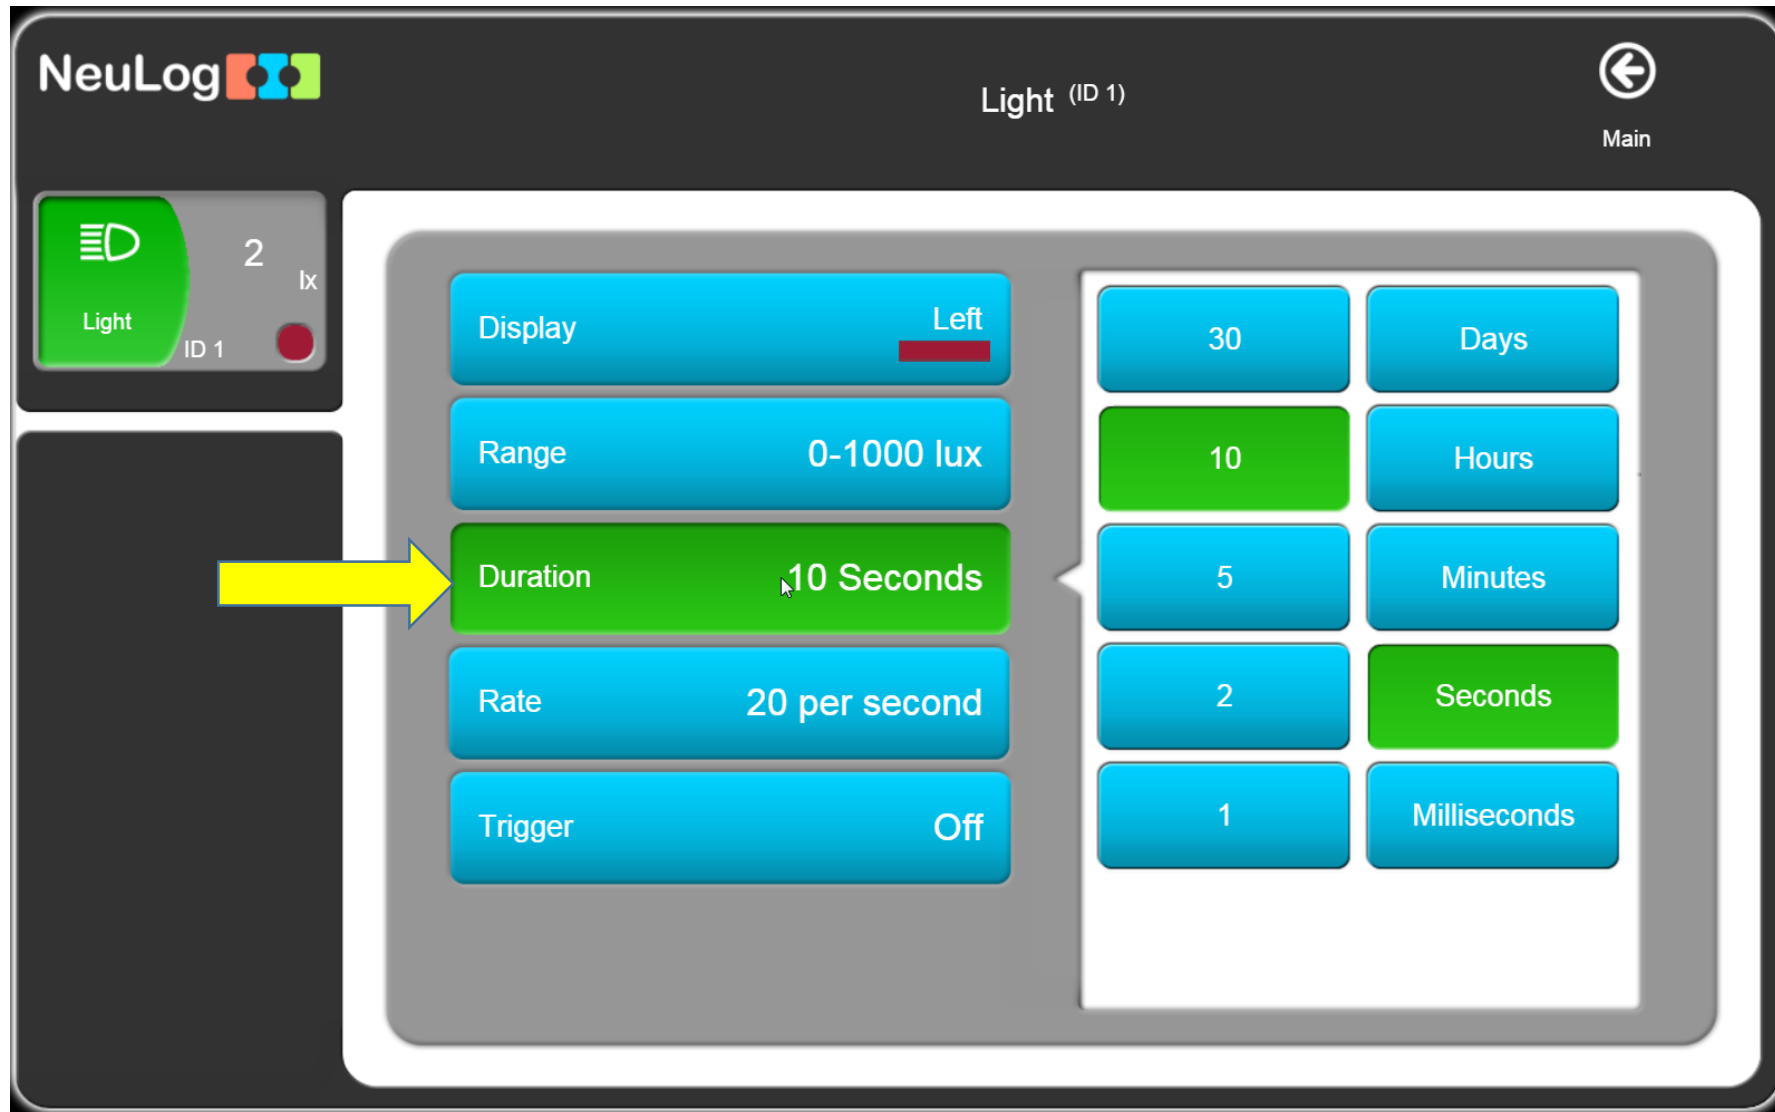 NeuLog
Light (ID 1)
Main
2
lx
Light
ID 1
Display Left
Range 0-1000 lux
Duration 10 Seconds
Rate 20 per second
Trigger Off
30 Days
10 Hours
5 Minutes
2 Seconds
1 Milliseconds